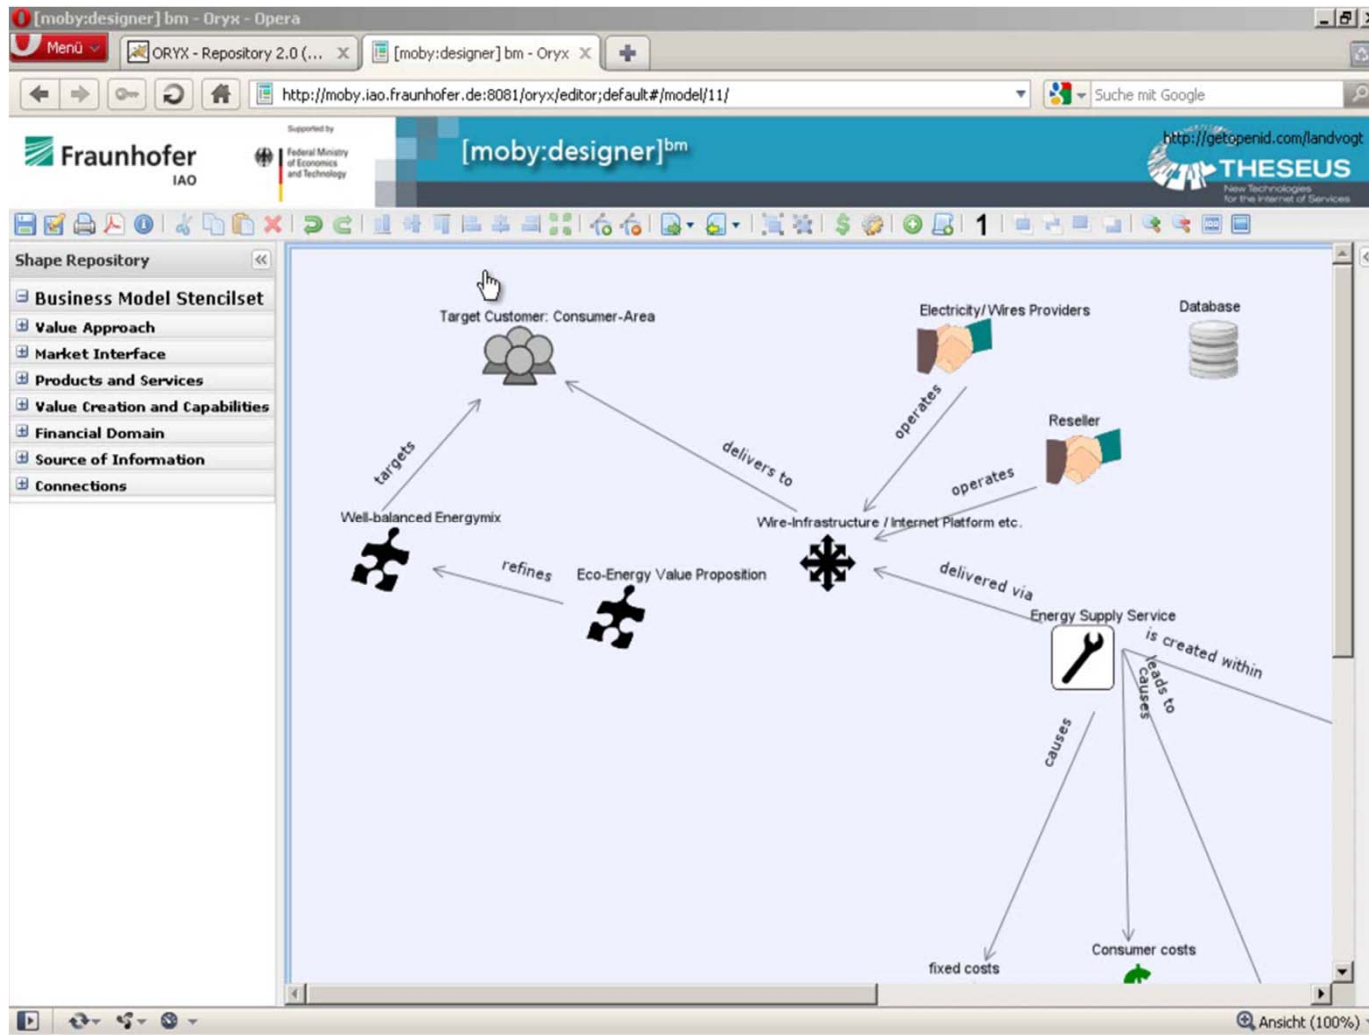 [moby:designer] bm - Oryx - Opera
Menü
ORYX - Repository 2.0 (...
[moby:designer] bm - Oryx
http://moby.iao.fraunhofer.de:8081/oryx/editor;default#/model/11/
Suche mit Google
Fraunhofer
IAO
Supported by
Federal Ministry
of Economics
and Technology
[moby:designer]bm
http://getopenid.com/landvogt
THESEUS
New Technologies
for the Internet of Services
1
Shape Repository
Business Model Stencilset
Value Approach
Market Interface
Products and Services
Value Creation and Capabilities
Financial Domain
Source of Information
Connections
Target Customer: Consumer-Area
Electricity/Wires Providers
Database
operates
Reseller
targets
delivers to
operates
Well-balanced Energymix
Wire-Infrastructure / Internet Platform etc.
refines
Eco-Energy Value Proposition
delivered via
Energy Supply Service
is created within
leads to
causes
causes
Consumer costs
fixed costs
Ansicht (100%)